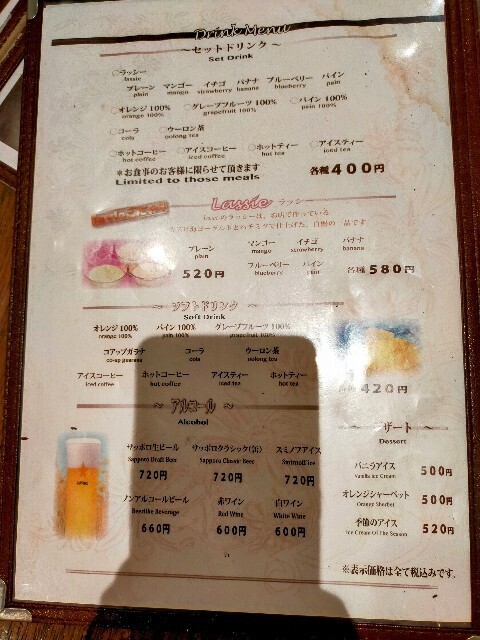 Drink Menu
~セットドリンク~
Set Drink
○ラッシー
lassie
プレーン マンゴー イチゴ バナナ ブルーベリー パイン
plain mango strawberry banana blueberry pain
○オレンジ 100% ○グレープフルーツ 100% ○パイン 100%
orange 100% grapefruit 100% pain 100%
○コーラ ○ウーロン茶
cola oolong tea
○ホットコーヒー ○アイスコーヒー ○ホットティー ○アイスティー
hot coffee iced coffee hot tea iced tea
＊お食事のお客様に限らせて頂きます
Limited to those meals
各種400円
Lassie ラッシー
プレーン
plain
520円
マンゴー イチゴ バナナ
mango strawberry banana
ブルーベリー パイン
blueberry pain
各種 580円
~ ソフトドリンク ~
Soft Drink
オレンジ 100% パイン 100% グレープフルーツ 100%
orange 100% pain 100% grapefruit 100%
コアップガラナ コーラ ウーロン茶
co-up guarana cola oolong tea
アイスコーヒー ホットコーヒー アイスティー ホットティー
iced coffee hot coffee iced tea hot tea
420円
~ アルコール ~
Alcohol
サッポロ生ビール サッポロクラシック(缶) スミノフアイス
Sapporo Draft Beer Sapporo Classic Beer Smirnoff Ice
720円 720円 720円
ノンアルコールビール 赤ワイン 白ワイン
Beerlike Beverage Red Wine White Wine
660円 600円 600円
ザート
Dessert
バニラアイス
Vanilla Ice Cream
500円
オレンジシャーベット
Orange Sherbet
500円
季節のアイス
Ice Cream Of The Season
520円
※表示価格は全て税込みです。